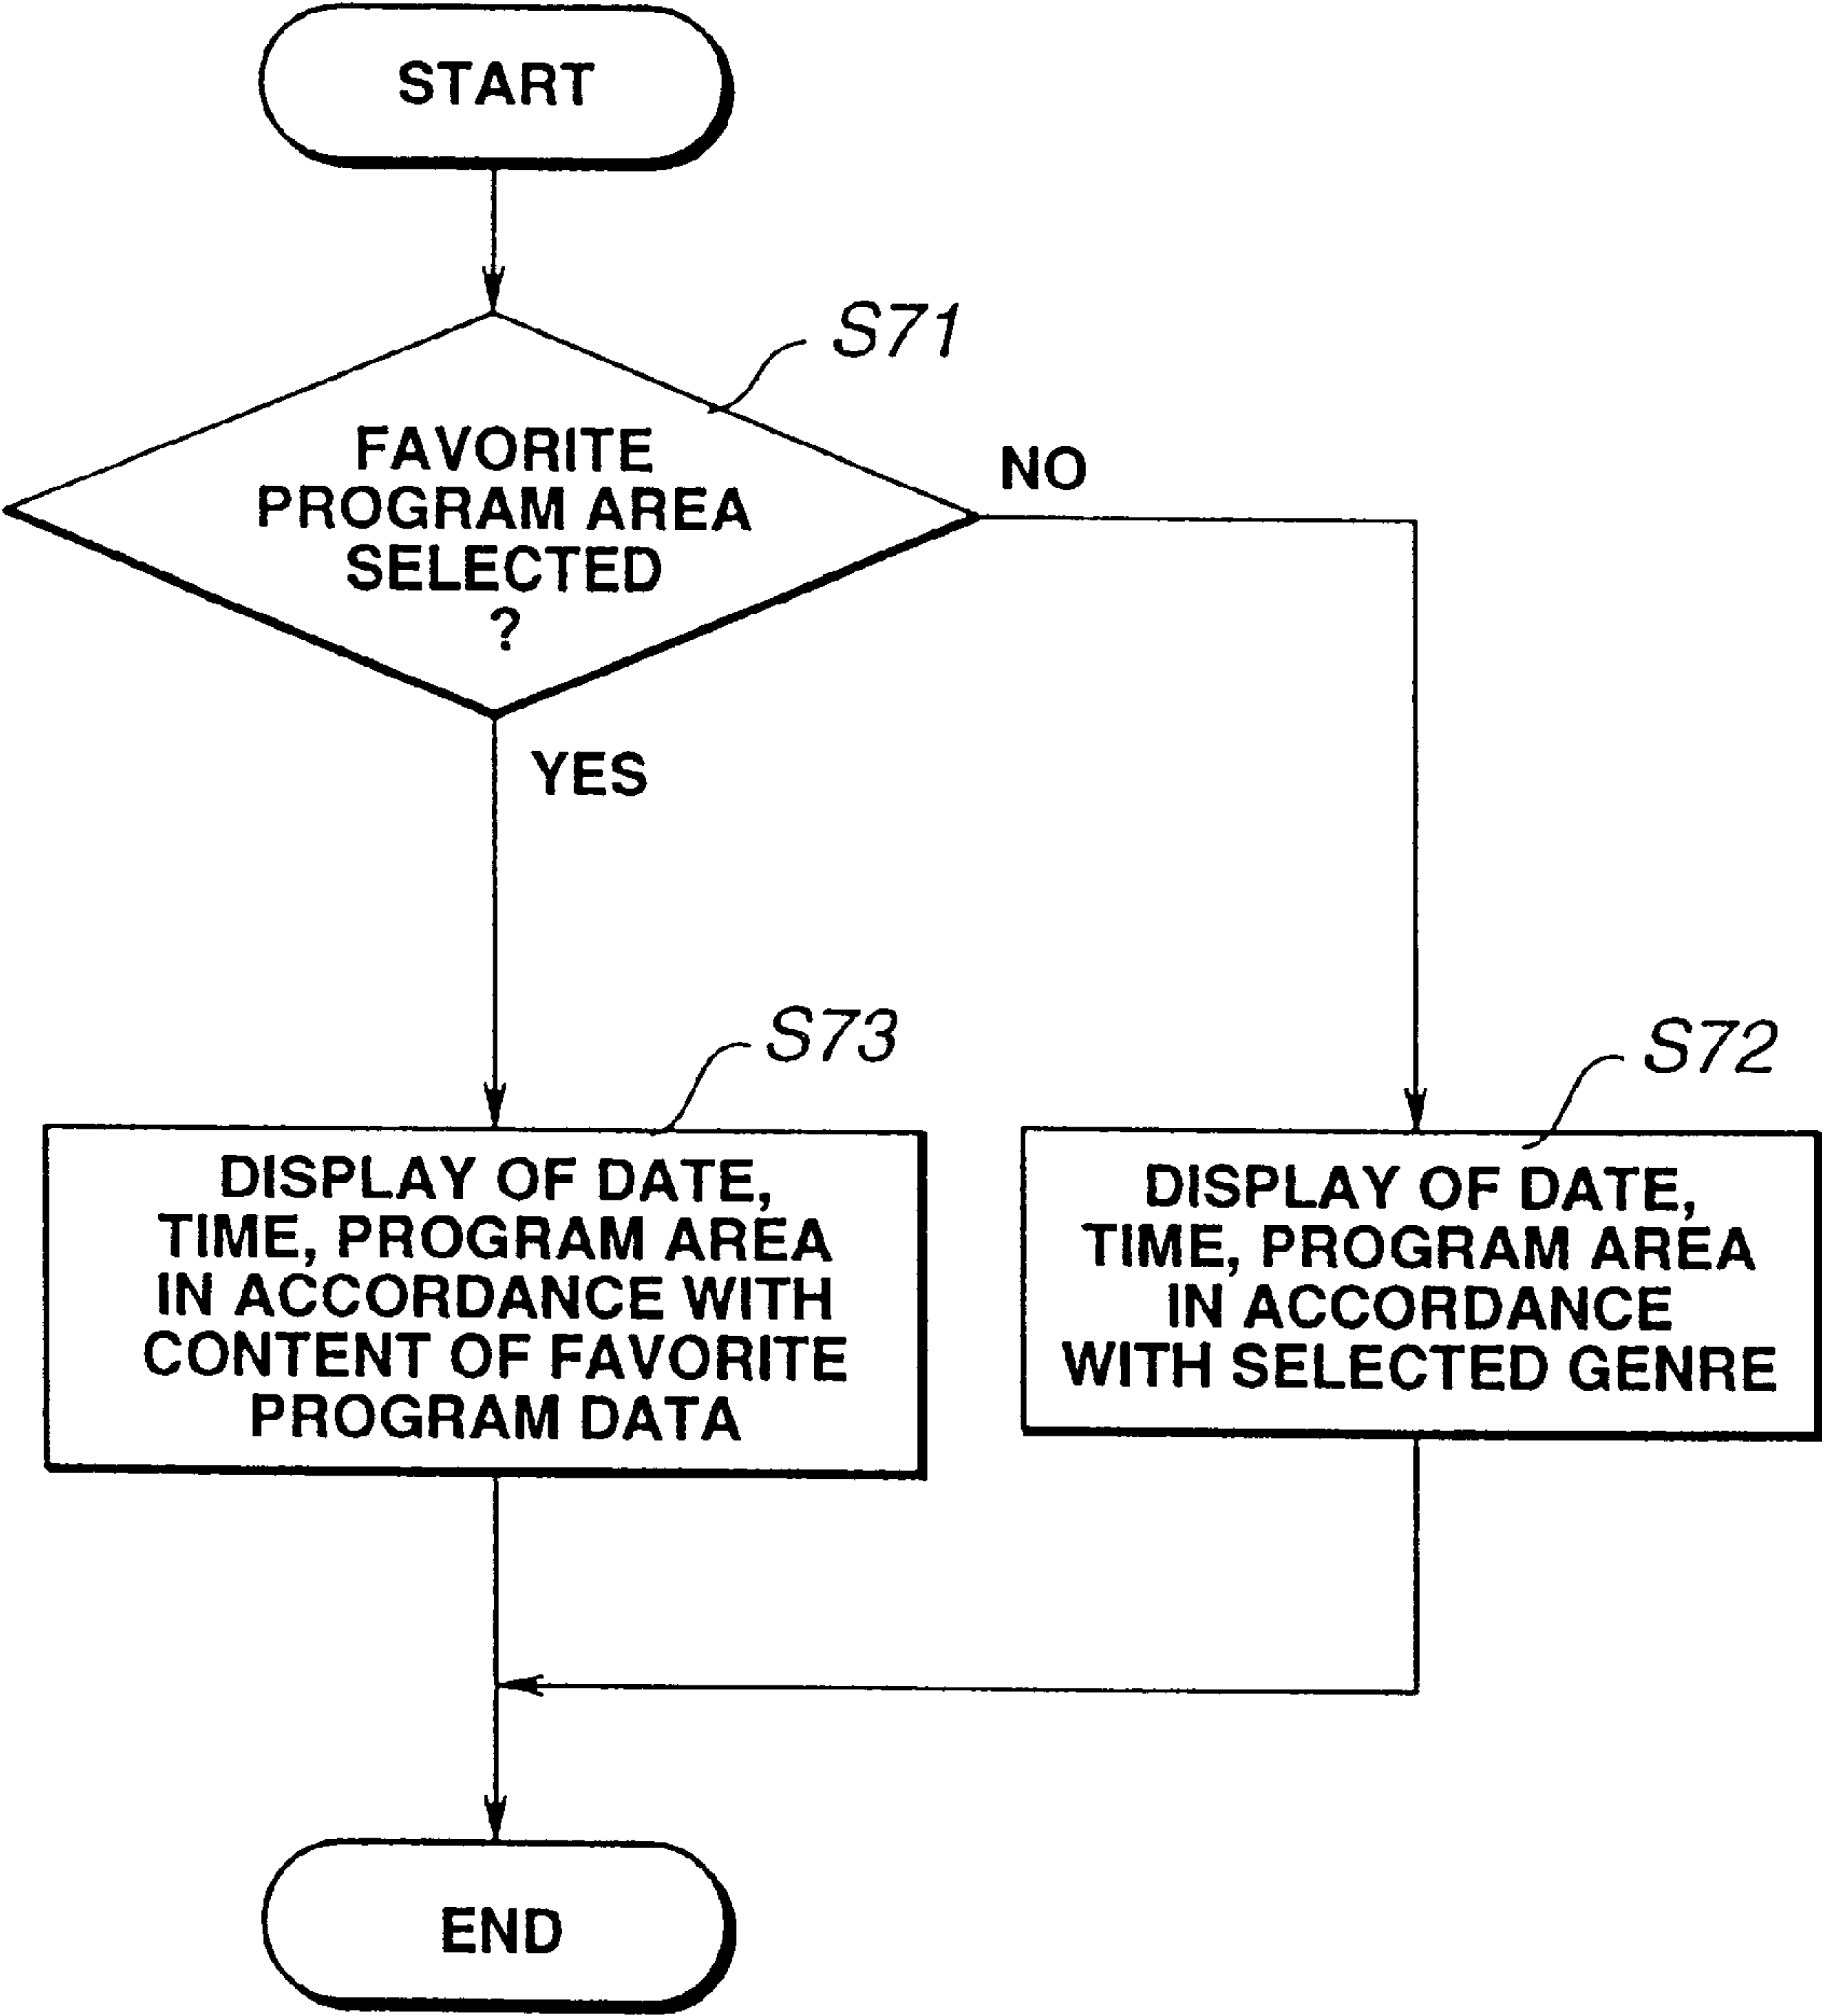 START
S71
FAVORITE
PROGRAM AREA
SELECTED
?
NO
YES
S73
DISPLAY OF DATE,
TIME, PROGRAM AREA
IN ACCORDANCE WITH
CONTENT OF FAVORITE
PROGRAM DATA
S72
DISPLAY OF DATE,
TIME, PROGRAM AREA
IN ACCORDANCE
WITH SELECTED GENRE
END